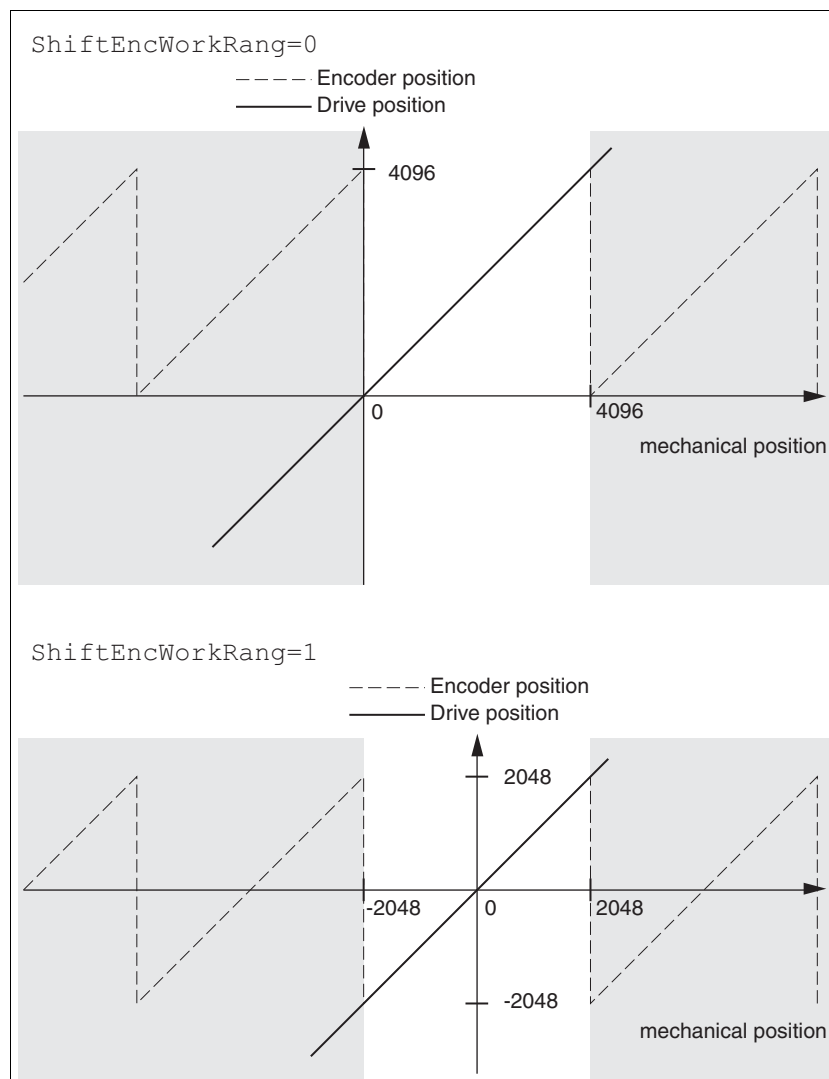 ShiftEncWorkRang=0
Encoder position
Drive position
4096
0
4096
mechanical position
ShiftEncWorkRang=1
Encoder position
Drive position
2048
-2048
0
2048
-2048
mechanical position